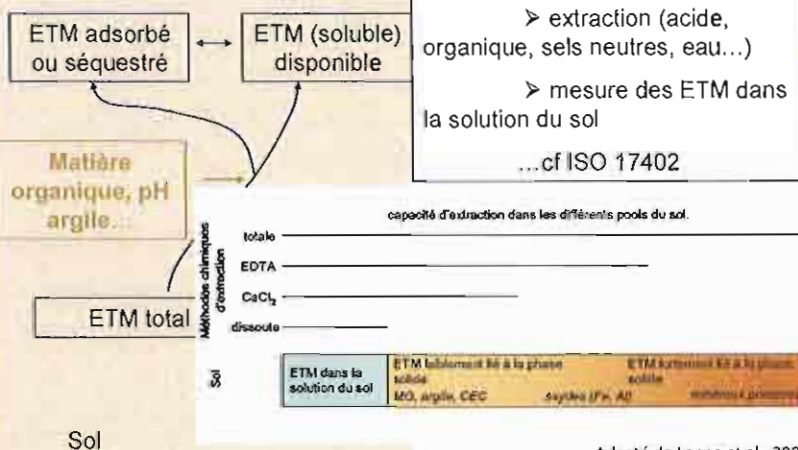 ETM adsorbé
ou séquestré
ETM (soluble)
disponible
➢ extraction (acide,
organique, sels neutres, eau...)
➢ mesure des ETM dans
la solution du sol
...cf ISO 17402
Matière
organique, pH
argile...
ETM total
capacité d'extraction dans les différents pools du sol.
Méthodes chimiques
d'extraction
totale
EDTA
CaCl₂
dissoute
Sol
ETM dans la
solution du sol
ETM faiblement lié à la phase
solide
MO, argile, CEC
ETM fortement lié à la phase
solide
oxydes (Fe, Al)
minéraux
Sol